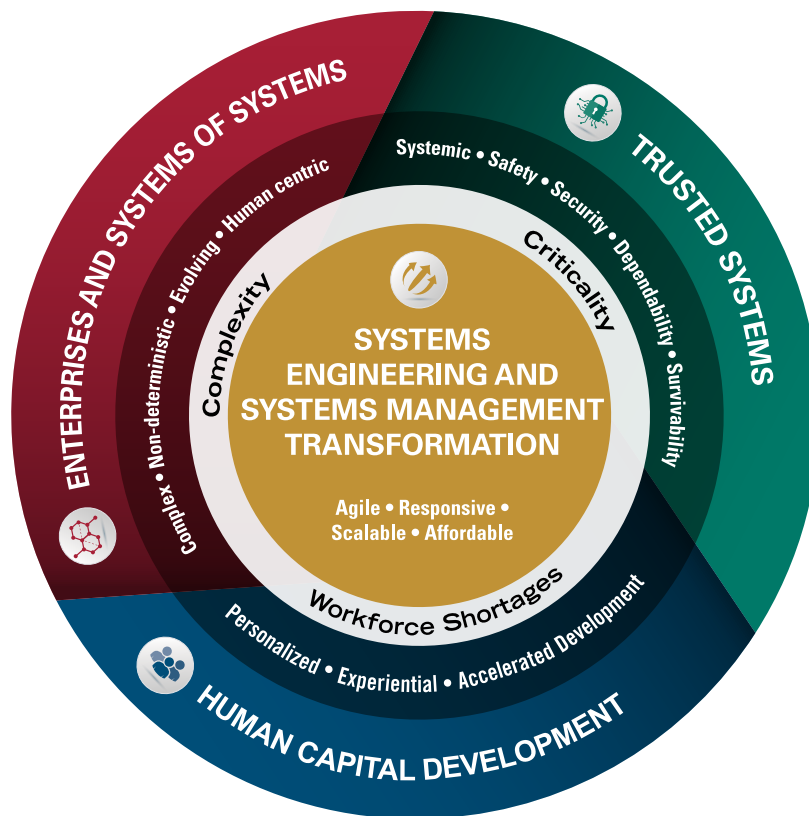 ENTERPRISES AND SYSTEMS OF SYSTEMS
Complex • Non-deterministic • Evolving • Human centric
Complexity
TRUSTED SYSTEMS
Systemic • Safety • Security • Dependability • Survivability
Criticality
SYSTEMS
ENGINEERING AND
SYSTEMS MANAGEMENT
TRANSFORMATION
Agile • Responsive •
Scalable • Affordable
Workforce Shortages
Personalized • Experiential • Accelerated Development
HUMAN CAPITAL DEVELOPMENT